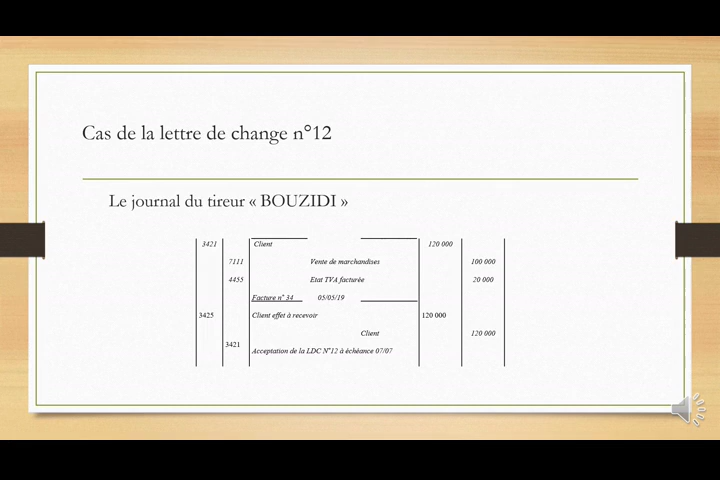 Cas de la lettre de change n°12
Le journal du tireur « BOUZIDI »
3421 Client 120 000
7111 Vente de marchandises 100 000
4455 Etat TVA facturée 20 000
Facture n° 34 05/05/19
3425 Client effet à recevoir 120 000
Client 120 000
3421
Acceptation de la LDC N°12 à échéance 07/07